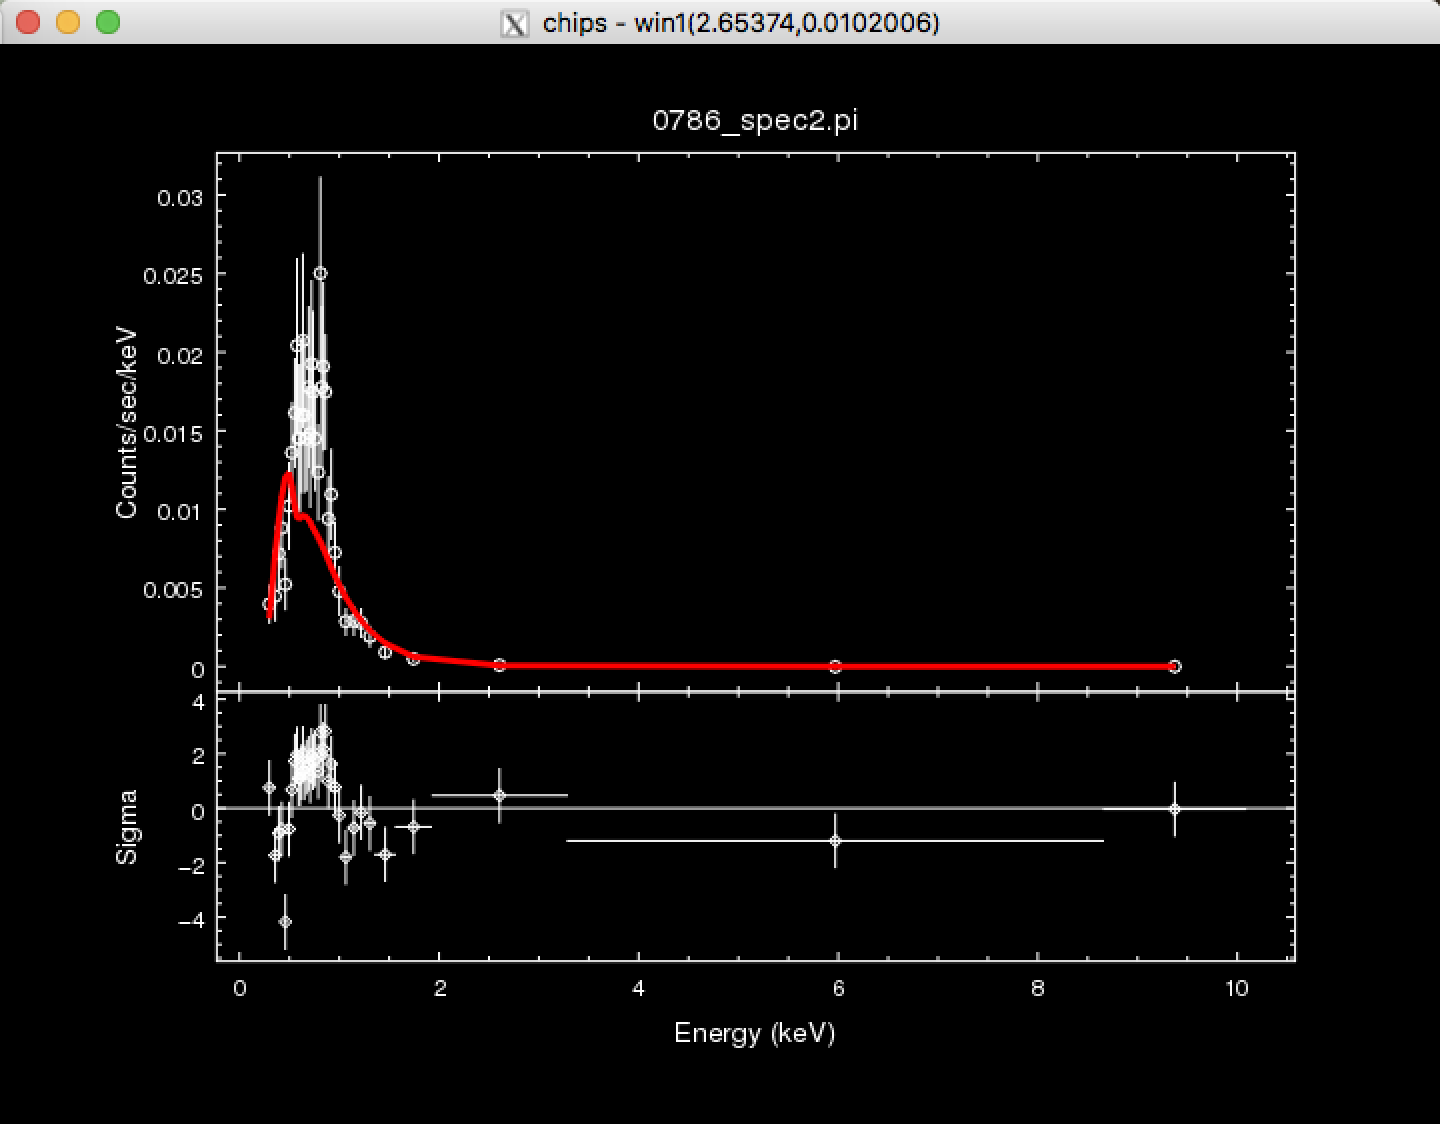 chips - win1(2.65374,0.0102006)
0786_spec2.pi
0.03
0.025
0.02
0.015
0.01
0.005
0
Counts/sec/keV
4
2
0
−2
−4
Sigma
0 2 4 6 8 10
Energy (keV)